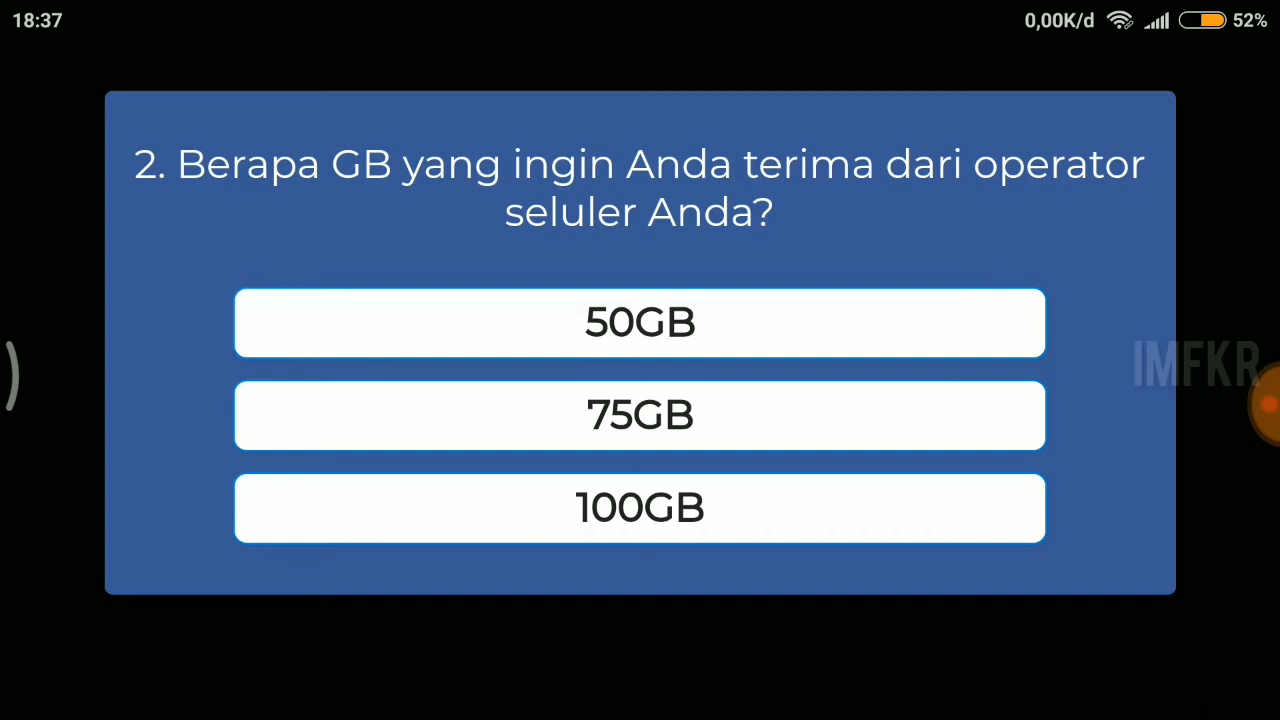 18:37
0,00K/d
52%
2. Berapa GB yang ingin Anda terima dari operator
seluler Anda?
50GB
75GB
100GB
IMFKR